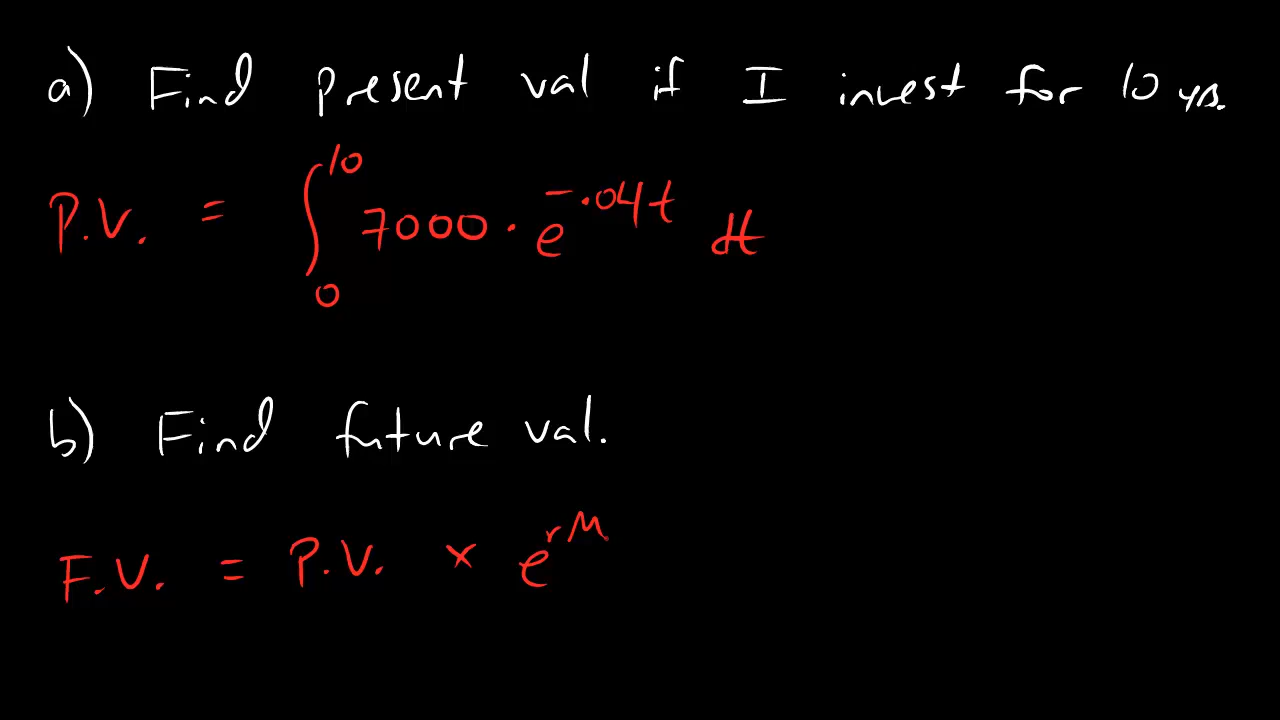 a) Find present val if I invest for 10 yrs.
P.V. = ∫₀¹⁰ 7000 · e^{-.04t} dt
b) Find future val.
F.V. = P.V. × e^{rM}